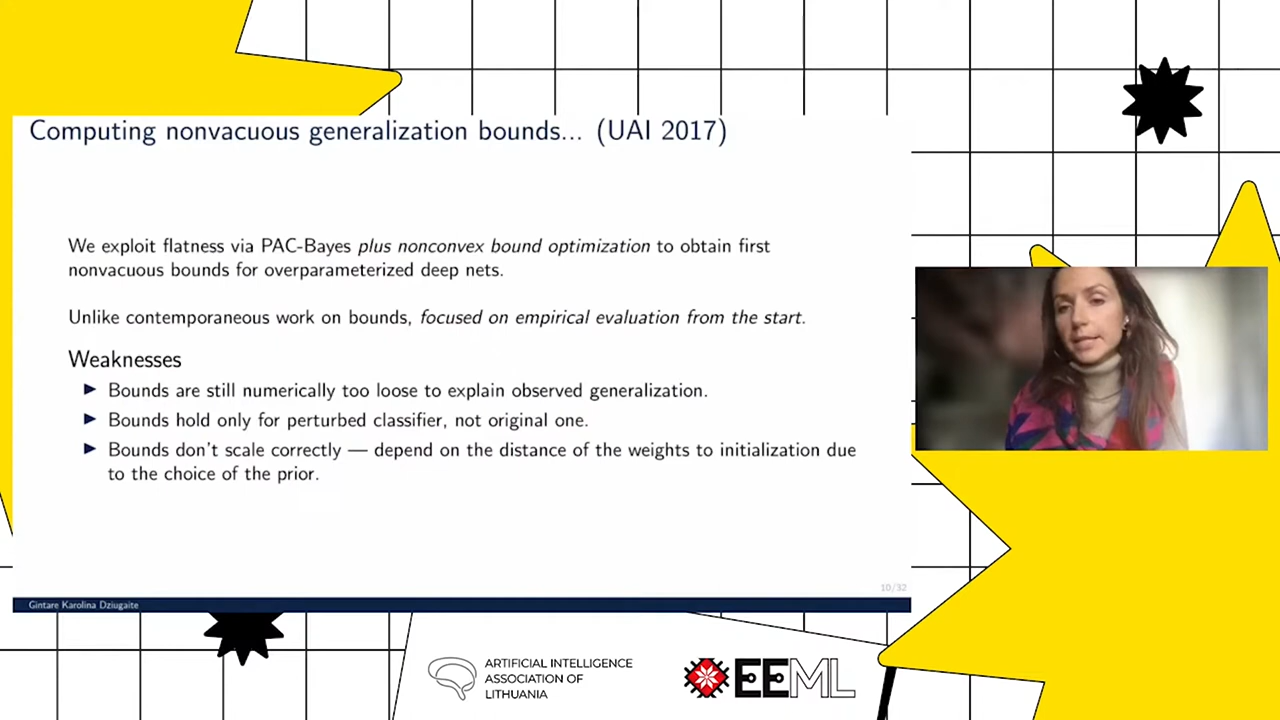 Computing nonvacuous generalization bounds... (UAI 2017)
We exploit flatness via PAC-Bayes plus nonconvex bound optimization to obtain first
nonvacuous bounds for overparameterized deep nets.
Unlike contemporaneous work on bounds, focused on empirical evaluation from the start.
Weaknesses
Bounds are still numerically too loose to explain observed generalization.
Bounds hold only for perturbed classifier, not original one.
Bounds don't scale correctly — depend on the distance of the weights to initialization due
to the choice of the prior.
10/32
Gintare Karolina Dziugaite
ARTIFICIAL INTELLIGENCE
ASSOCIATION OF
LITHUANIA
EEML